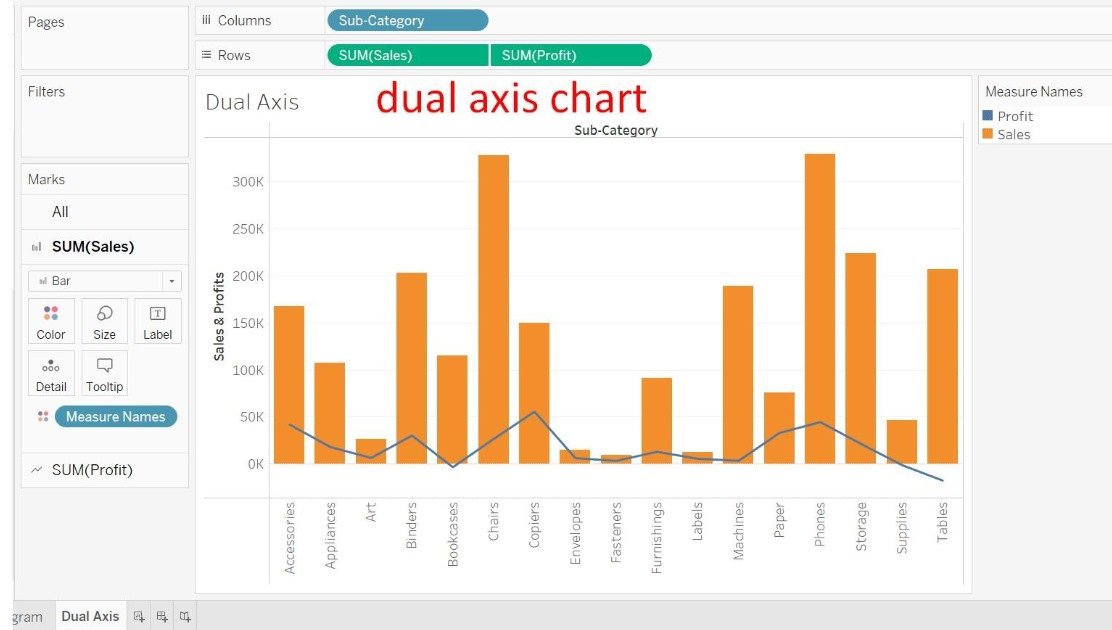 Pages
Columns
Sub-Category
Rows
SUM(Sales)
SUM(Profit)
Filters
Marks
All
SUM(Sales)
Bar
Color
Size
Label
Detail
Tooltip
Measure Names
SUM(Profit)
Dual Axis
dual axis chart
Sub-Category
Sales & Profits
300K
250K
200K
150K
100K
50K
0K
Accessories
Appliances
Art
Binders
Bookcases
Chairs
Copiers
Envelopes
Fasteners
Furnishings
Labels
Machines
Paper
Phones
Storage
Supplies
Tables
Measure Names
Profit
Sales
gram
Dual Axis